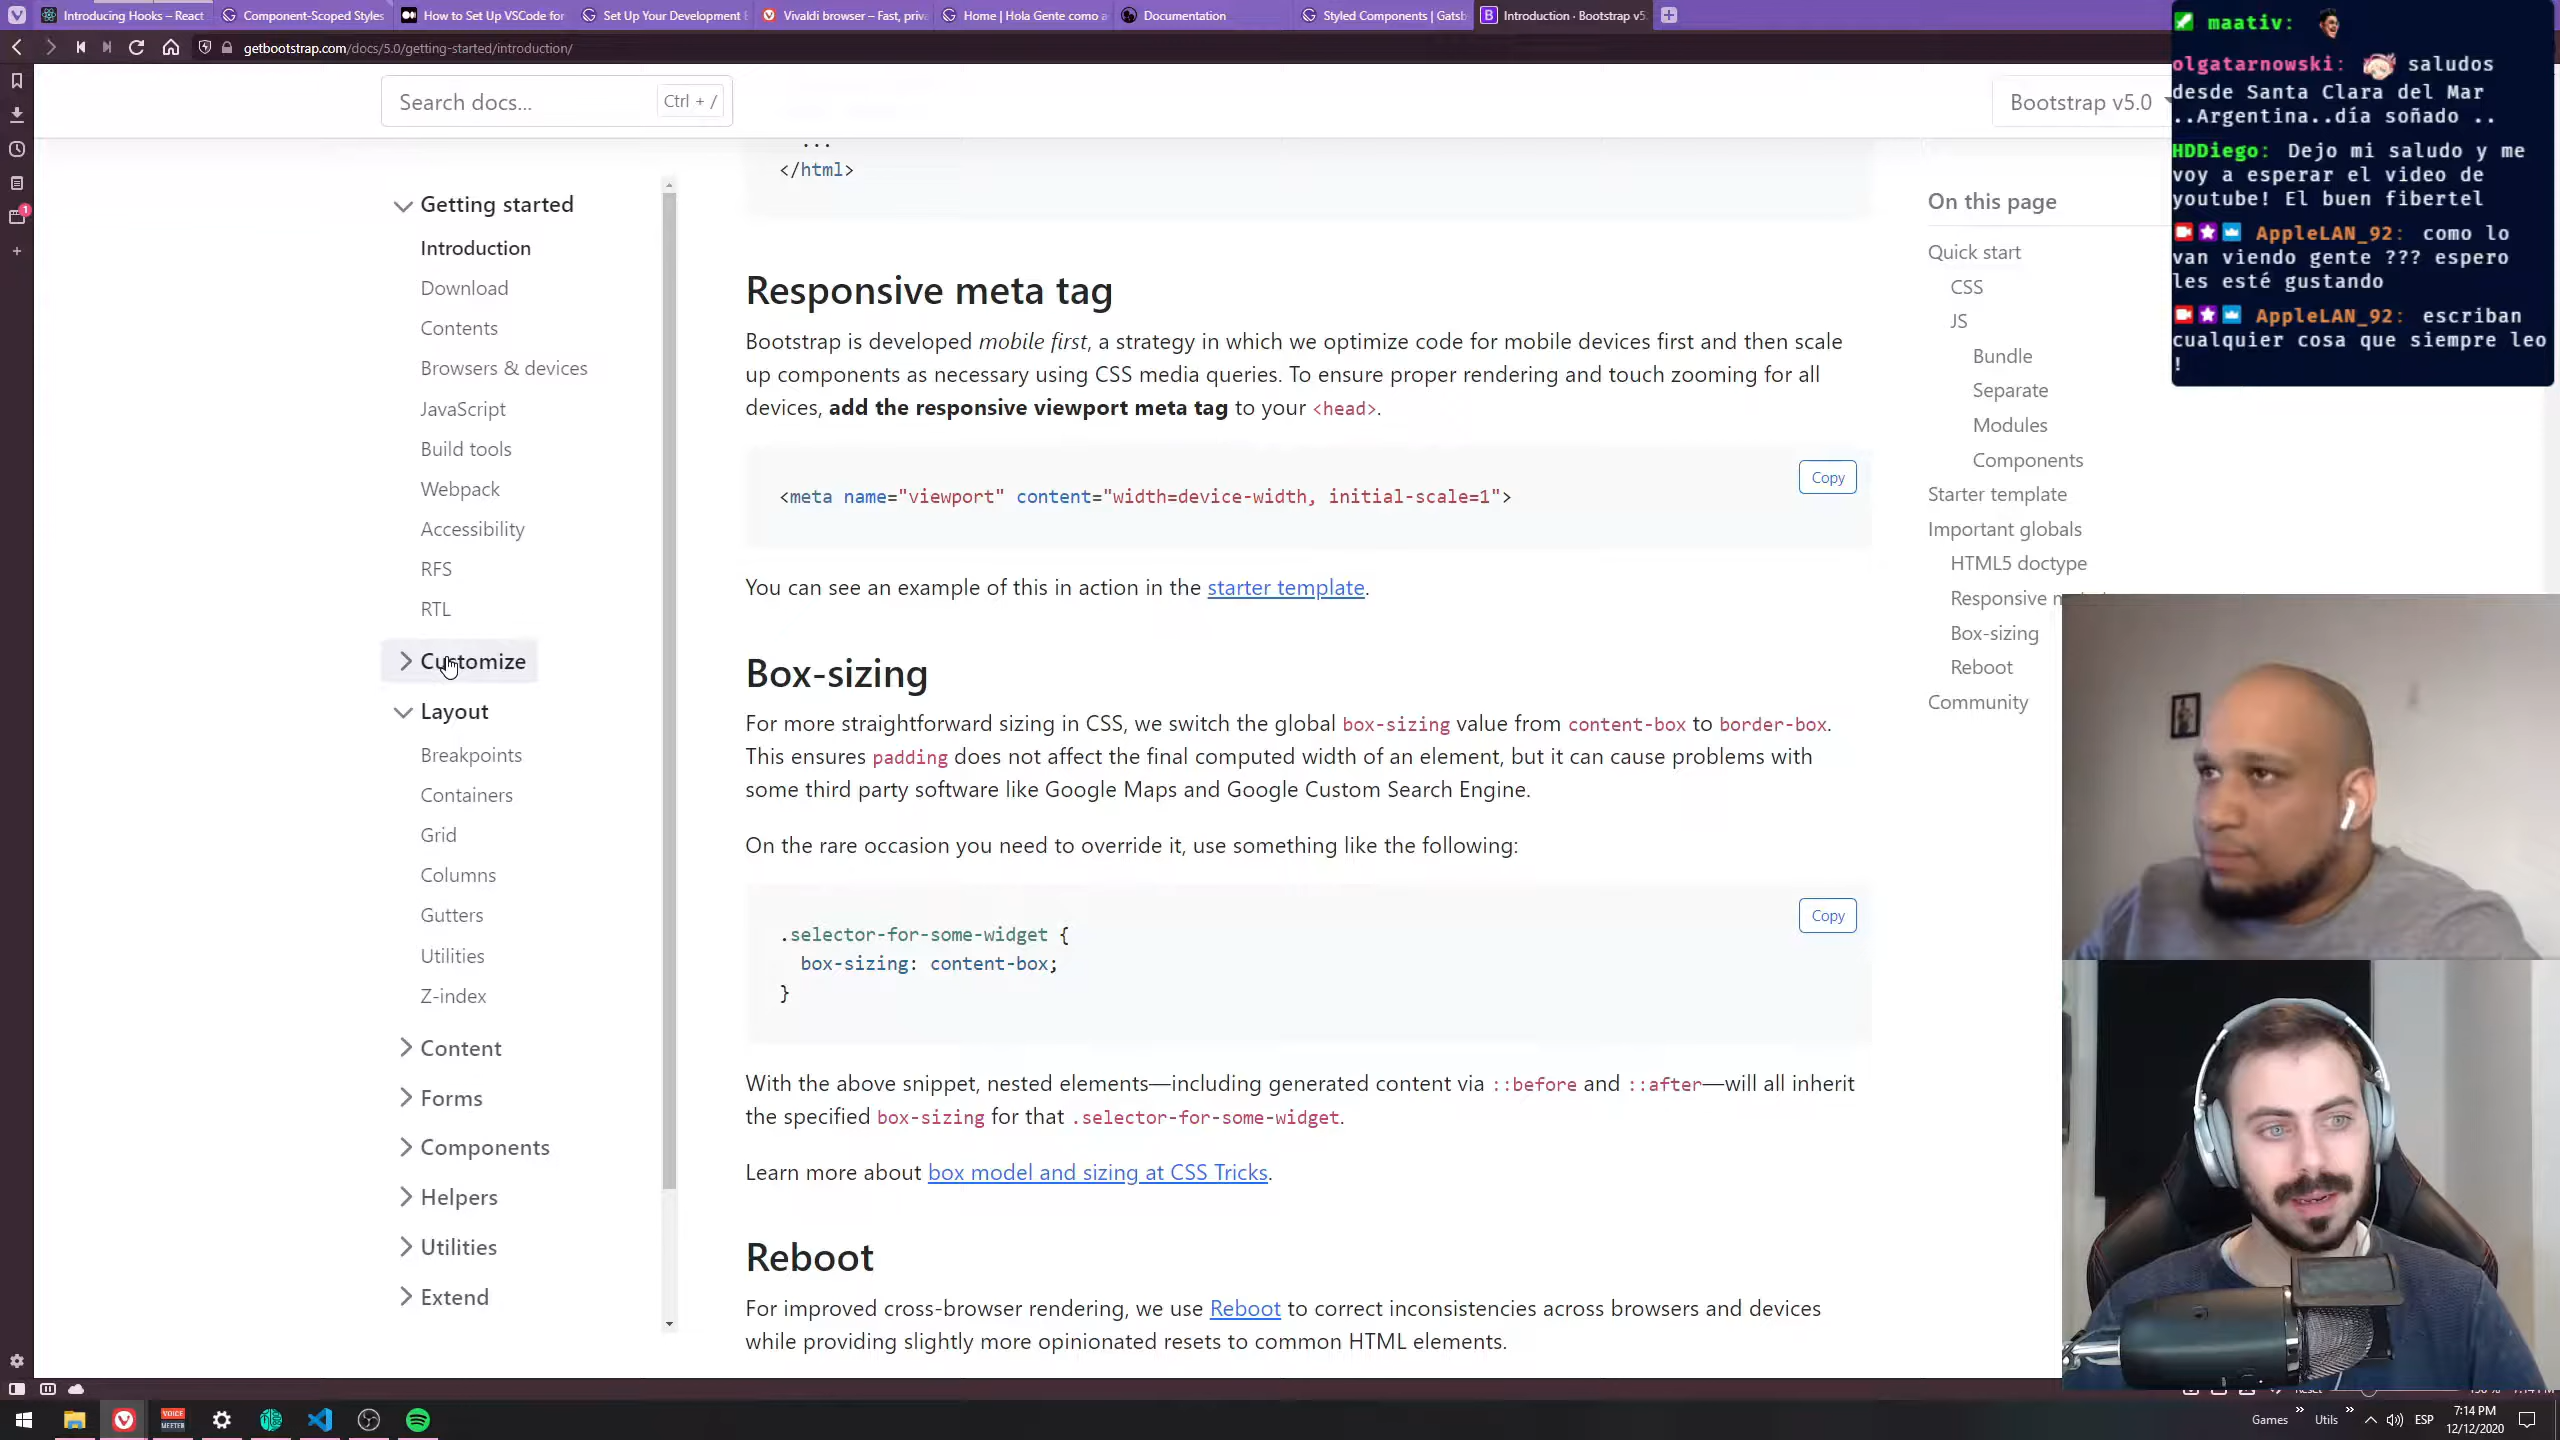 Introducing Hooks – React
Component-Scoped Styles
How to Set Up VSCode for
Set Up Your Development E
Vivaldi browser – Fast, priv
Home | Hola Gente como a
Documentation
Styled Components | Gatsb
Introduction · Bootstrap v5.
getbootstrap.com/docs/5.0/getting-started/introduction/
Search docs...
Ctrl + /
Bootstrap v5.0
Getting started
Introduction
Download
Contents
Browsers & devices
JavaScript
Build tools
Webpack
Accessibility
RFS
RTL
Customize
Layout
Breakpoints
Containers
Grid
Columns
Gutters
Utilities
Z-index
Content
Forms
Components
Helpers
Utilities
Extend
...
</html>
Responsive meta tag
Bootstrap is developed mobile first, a strategy in which we optimize code for mobile devices first and then scale
up components as necessary using CSS media queries. To ensure proper rendering and touch zooming for all
devices, add the responsive viewport meta tag to your <head>.
Copy
<meta name="viewport" content="width=device-width, initial-scale=1">
You can see an example of this in action in the starter template.
Box-sizing
For more straightforward sizing in CSS, we switch the global box-sizing value from content-box to border-box.
This ensures padding does not affect the final computed width of an element, but it can cause problems with
some third party software like Google Maps and Google Custom Search Engine.
On the rare occasion you need to override it, use something like the following:
Copy
.selector-for-some-widget {
box-sizing: content-box;
}
With the above snippet, nested elements—including generated content via ::before and ::after—will all inherit
the specified box-sizing for that .selector-for-some-widget.
Learn more about box model and sizing at CSS Tricks.
Reboot
For improved cross-browser rendering, we use Reboot to correct inconsistencies across browsers and devices
while providing slightly more opinionated resets to common HTML elements.
On this page
Quick start
CSS
JS
Bundle
Separate
Modules
Components
Starter template
Important globals
HTML5 doctype
Responsive
Box-sizing
Reboot
Community
maativ:
olgatarnowski: saludos
desde Santa Clara del Mar
..Argentina..día soñado ..
HDDiego: Dejo mi saludo y me
voy a esperar el video de
youtube! El buen fibertel
AppleLAN_92: como lo
van viendo gente ??? espero
les esté gustando
AppleLAN_92: escriban
cualquier cosa que siempre leo
!
VOICE
MEETER
Games
Utils
ESP
7:14 PM
12/12/2020